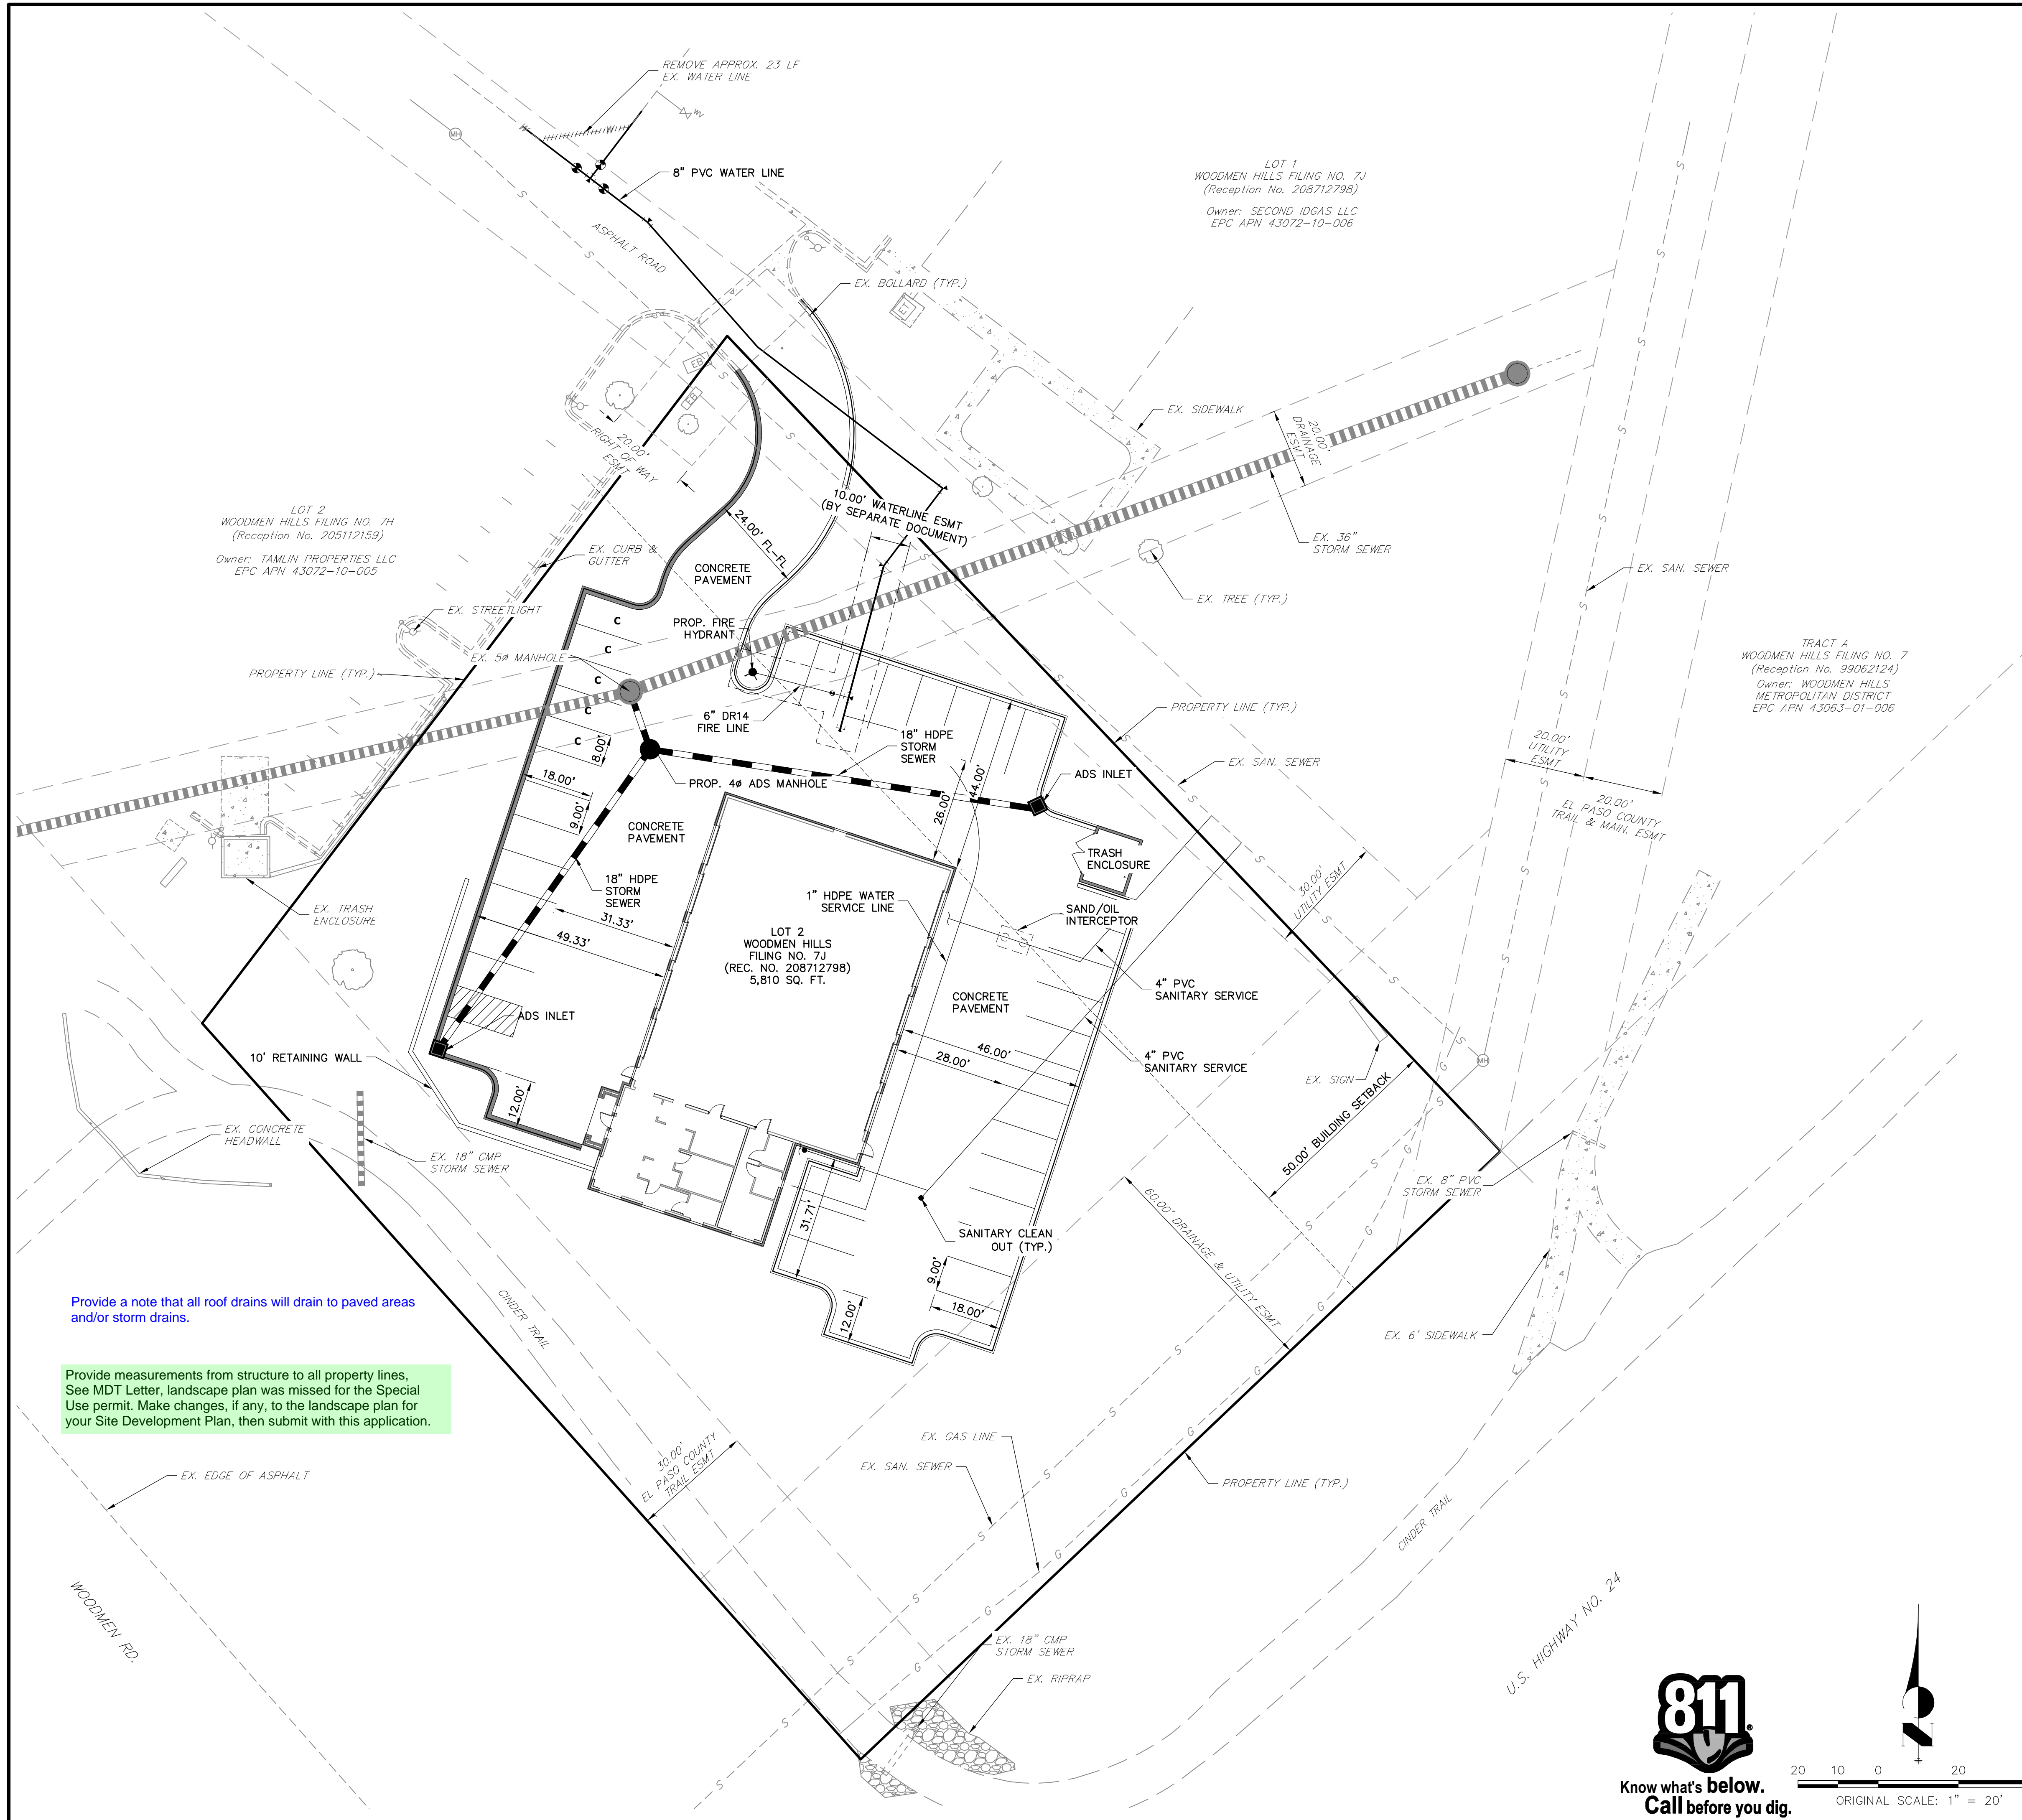 REMOVE APPROX. 23 LF
EX. WATER LINE
MH
WV
8" PVC WATER LINE
LOT 1
WOODMEN HILLS FILING NO. 7J
(Reception No. 208712798)
Owner: SECOND IDGAS LLC
EPC APN 43072-10-006
ASPHALT ROAD
EX. BOLLARD (TYP.)
ET
EB
EB
EX. SIDEWALK
20.00'
DRAINAGE
ESMT
20.00'
RIGHT OF WAY
ESMT
LOT 2
WOODMEN HILLS FILING NO. 7H
(Reception No. 205112159)
Owner: TAMLIN PROPERTIES LLC
EPC APN 43072-10-005
10.00' WATERLINE ESMT
(BY SEPARATE DOCUMENT)
24.00' FL-FL
EX. 36"
STORM SEWER
EX. CURB &
GUTTER
CONCRETE
PAVEMENT
EX. SAN. SEWER
EX. TREE (TYP.)
EX. STREETLIGHT
PROP. FIRE
HYDRANT
C
C
C
C
C
EX. 5ø MANHOLE
PROPERTY LINE (TYP.)
TRACT A
WOODMEN HILLS FILING NO. 7
(Reception No. 99062124)
Owner: WOODMEN HILLS
METROPOLITAN DISTRICT
EPC APN 43063-01-006
PROPERTY LINE (TYP.)
6" DR14
FIRE LINE
18" HDPE
STORM
SEWER
8.00'
20.00'
UTILITY
ESMT
EX. SAN. SEWER
18.00'
PROP. 4ø ADS MANHOLE
ADS INLET
44.00'
26.00'
9.00'
20.00'
EL PASO COUNTY
TRAIL & MAIN. ESMT
CONCRETE
PAVEMENT
TRASH
ENCLOSURE
18" HDPE
STORM
SEWER
1" HDPE WATER
SERVICE LINE
30.00'
UTILITY ESMT
EX. TRASH
ENCLOSURE
31.33'
SAND/OIL
INTERCEPTOR
49.33'
LOT 2
WOODMEN HILLS
FILING NO. 7J
(REC. NO. 208712798)
5,810 SQ. FT.
4" PVC
SANITARY SERVICE
CONCRETE
PAVEMENT
ADS INLET
46.00'
28.00'
10' RETAINING WALL
4" PVC
SANITARY SERVICE
MH
EX. SIGN
12.00'
50.00' BUILDING SETBACK
EX. CONCRETE
HEADWALL
EX. 18" CMP
STORM SEWER
EX. 8" PVC
STORM SEWER
60.00' DRAINAGE & UTILITY ESMT
31.71'
SANITARY CLEAN
OUT (TYP.)
9.00'
18.00'
12.00'
Provide a note that all roof drains will drain to paved areas
and/or storm drains.
CINDER TRAIL
EX. 6' SIDEWALK
Provide measurements from structure to all property lines,
See MDT Letter, landscape plan was missed for the Special
Use permit. Make changes, if any, to the landscape plan for
your Site Development Plan, then submit with this application.
EX. GAS LINE
EX. SAN. SEWER
30.00'
EL PASO COUNTY
TRAIL ESMT
EX. EDGE OF ASPHALT
PROPERTY LINE (TYP.)
CINDER TRAIL
WOODMEN RD.
U.S. HIGHWAY NO. 24
EX. 18" CMP
STORM SEWER
EX. RIPRAP
811®
Know what's below.
Call before you dig.
N
20 10 0 20
ORIGINAL SCALE: 1" = 20'